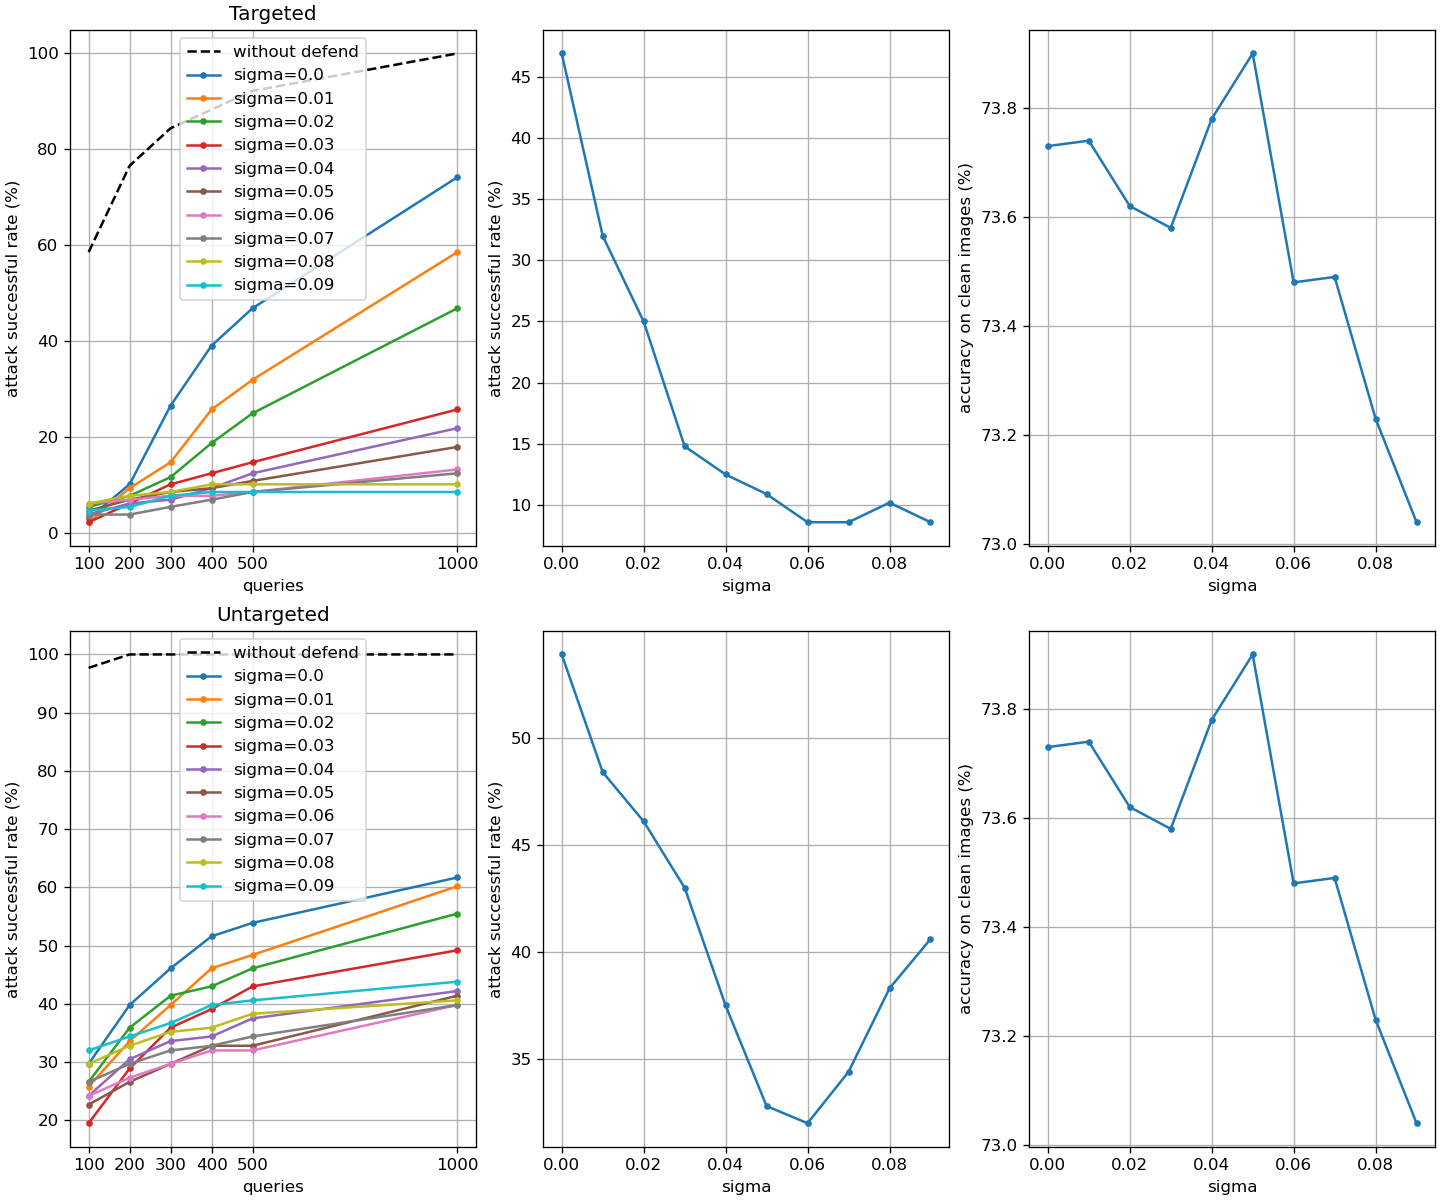 Targeted
attack successful rate (%)
100
80
60
40
20
0
without defend
sigma=0.0
sigma=0.01
sigma=0.02
sigma=0.03
sigma=0.04
sigma=0.05
sigma=0.06
sigma=0.07
sigma=0.08
sigma=0.09
100 200 300 400 500 1000
queries
attack successful rate (%)
45
40
35
30
25
20
15
10
0.00 0.02 0.04 0.06 0.08
sigma
accuracy on clean images (%)
73.8
73.6
73.4
73.2
73.0
0.00 0.02 0.04 0.06 0.08
sigma
Untargeted
attack successful rate (%)
100
90
80
70
60
50
40
30
20
without defend
sigma=0.0
sigma=0.01
sigma=0.02
sigma=0.03
sigma=0.04
sigma=0.05
sigma=0.06
sigma=0.07
sigma=0.08
sigma=0.09
100 200 300 400 500 1000
queries
attack successful rate (%)
50
45
40
35
0.00 0.02 0.04 0.06 0.08
sigma
accuracy on clean images (%)
73.8
73.6
73.4
73.2
73.0
0.00 0.02 0.04 0.06 0.08
sigma